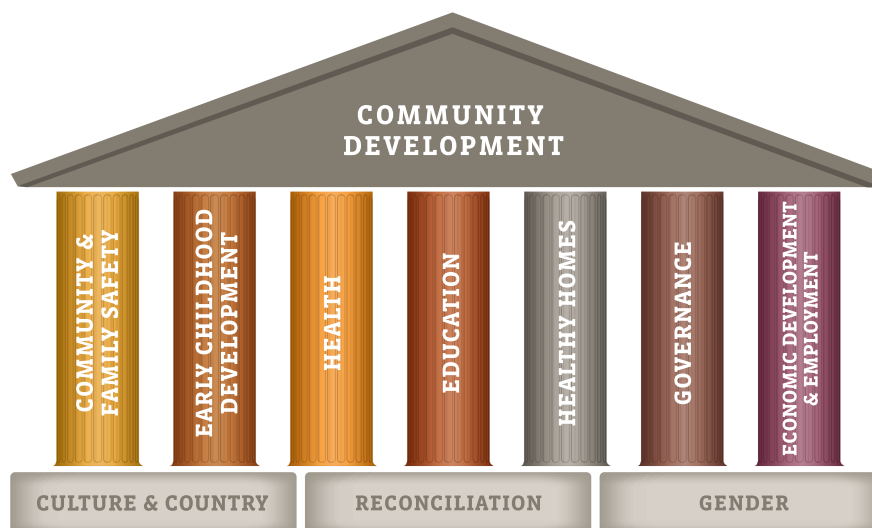 COMMUNITY
DEVELOPMENT
COMMUNITY &
FAMILY SAFETY
EARLY CHILDHOOD
DEVELOPMENT
HEALTH
EDUCATION
HEALTHY HOMES
GOVERNANCE
ECONOMIC DEVELOPMENT
& EMPLOYMENT
CULTURE & COUNTRY
RECONCILIATION
GENDER